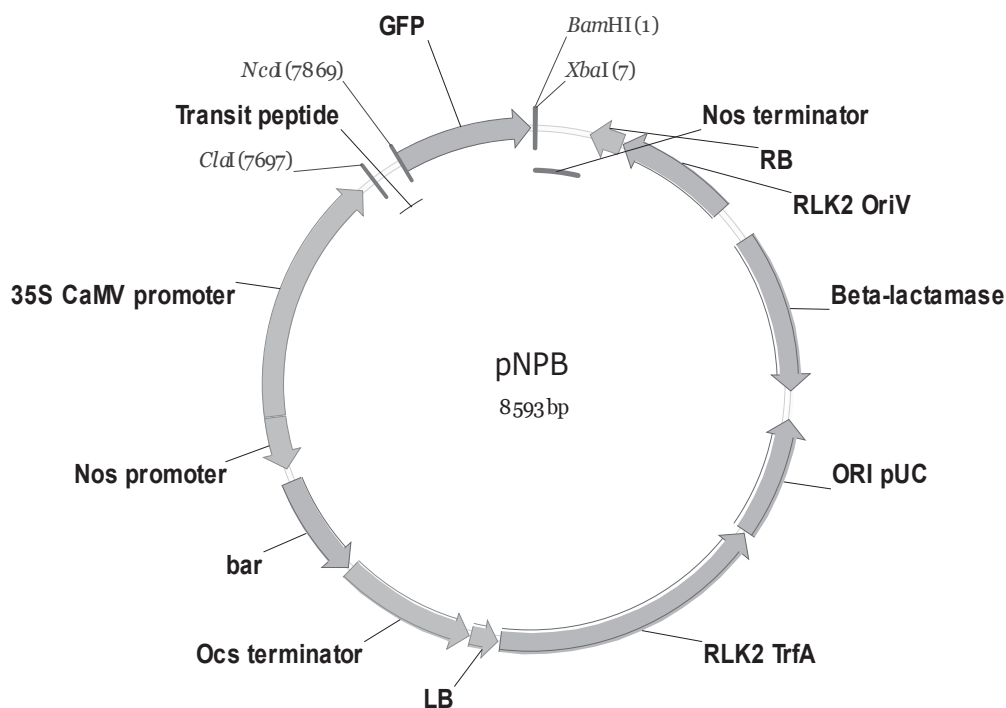 GFP
BamHI (1)
NcoI (7869)
XbaI (7)
Transit peptide
Nos terminator
ClaI (7697)
RB
RLK2 OriV
35S CaMV promoter
Beta-lactamase
pNPB
8593 bp
Nos promoter
ORI pUC
bar
Ocs terminator
RLK2 TrfA
LB